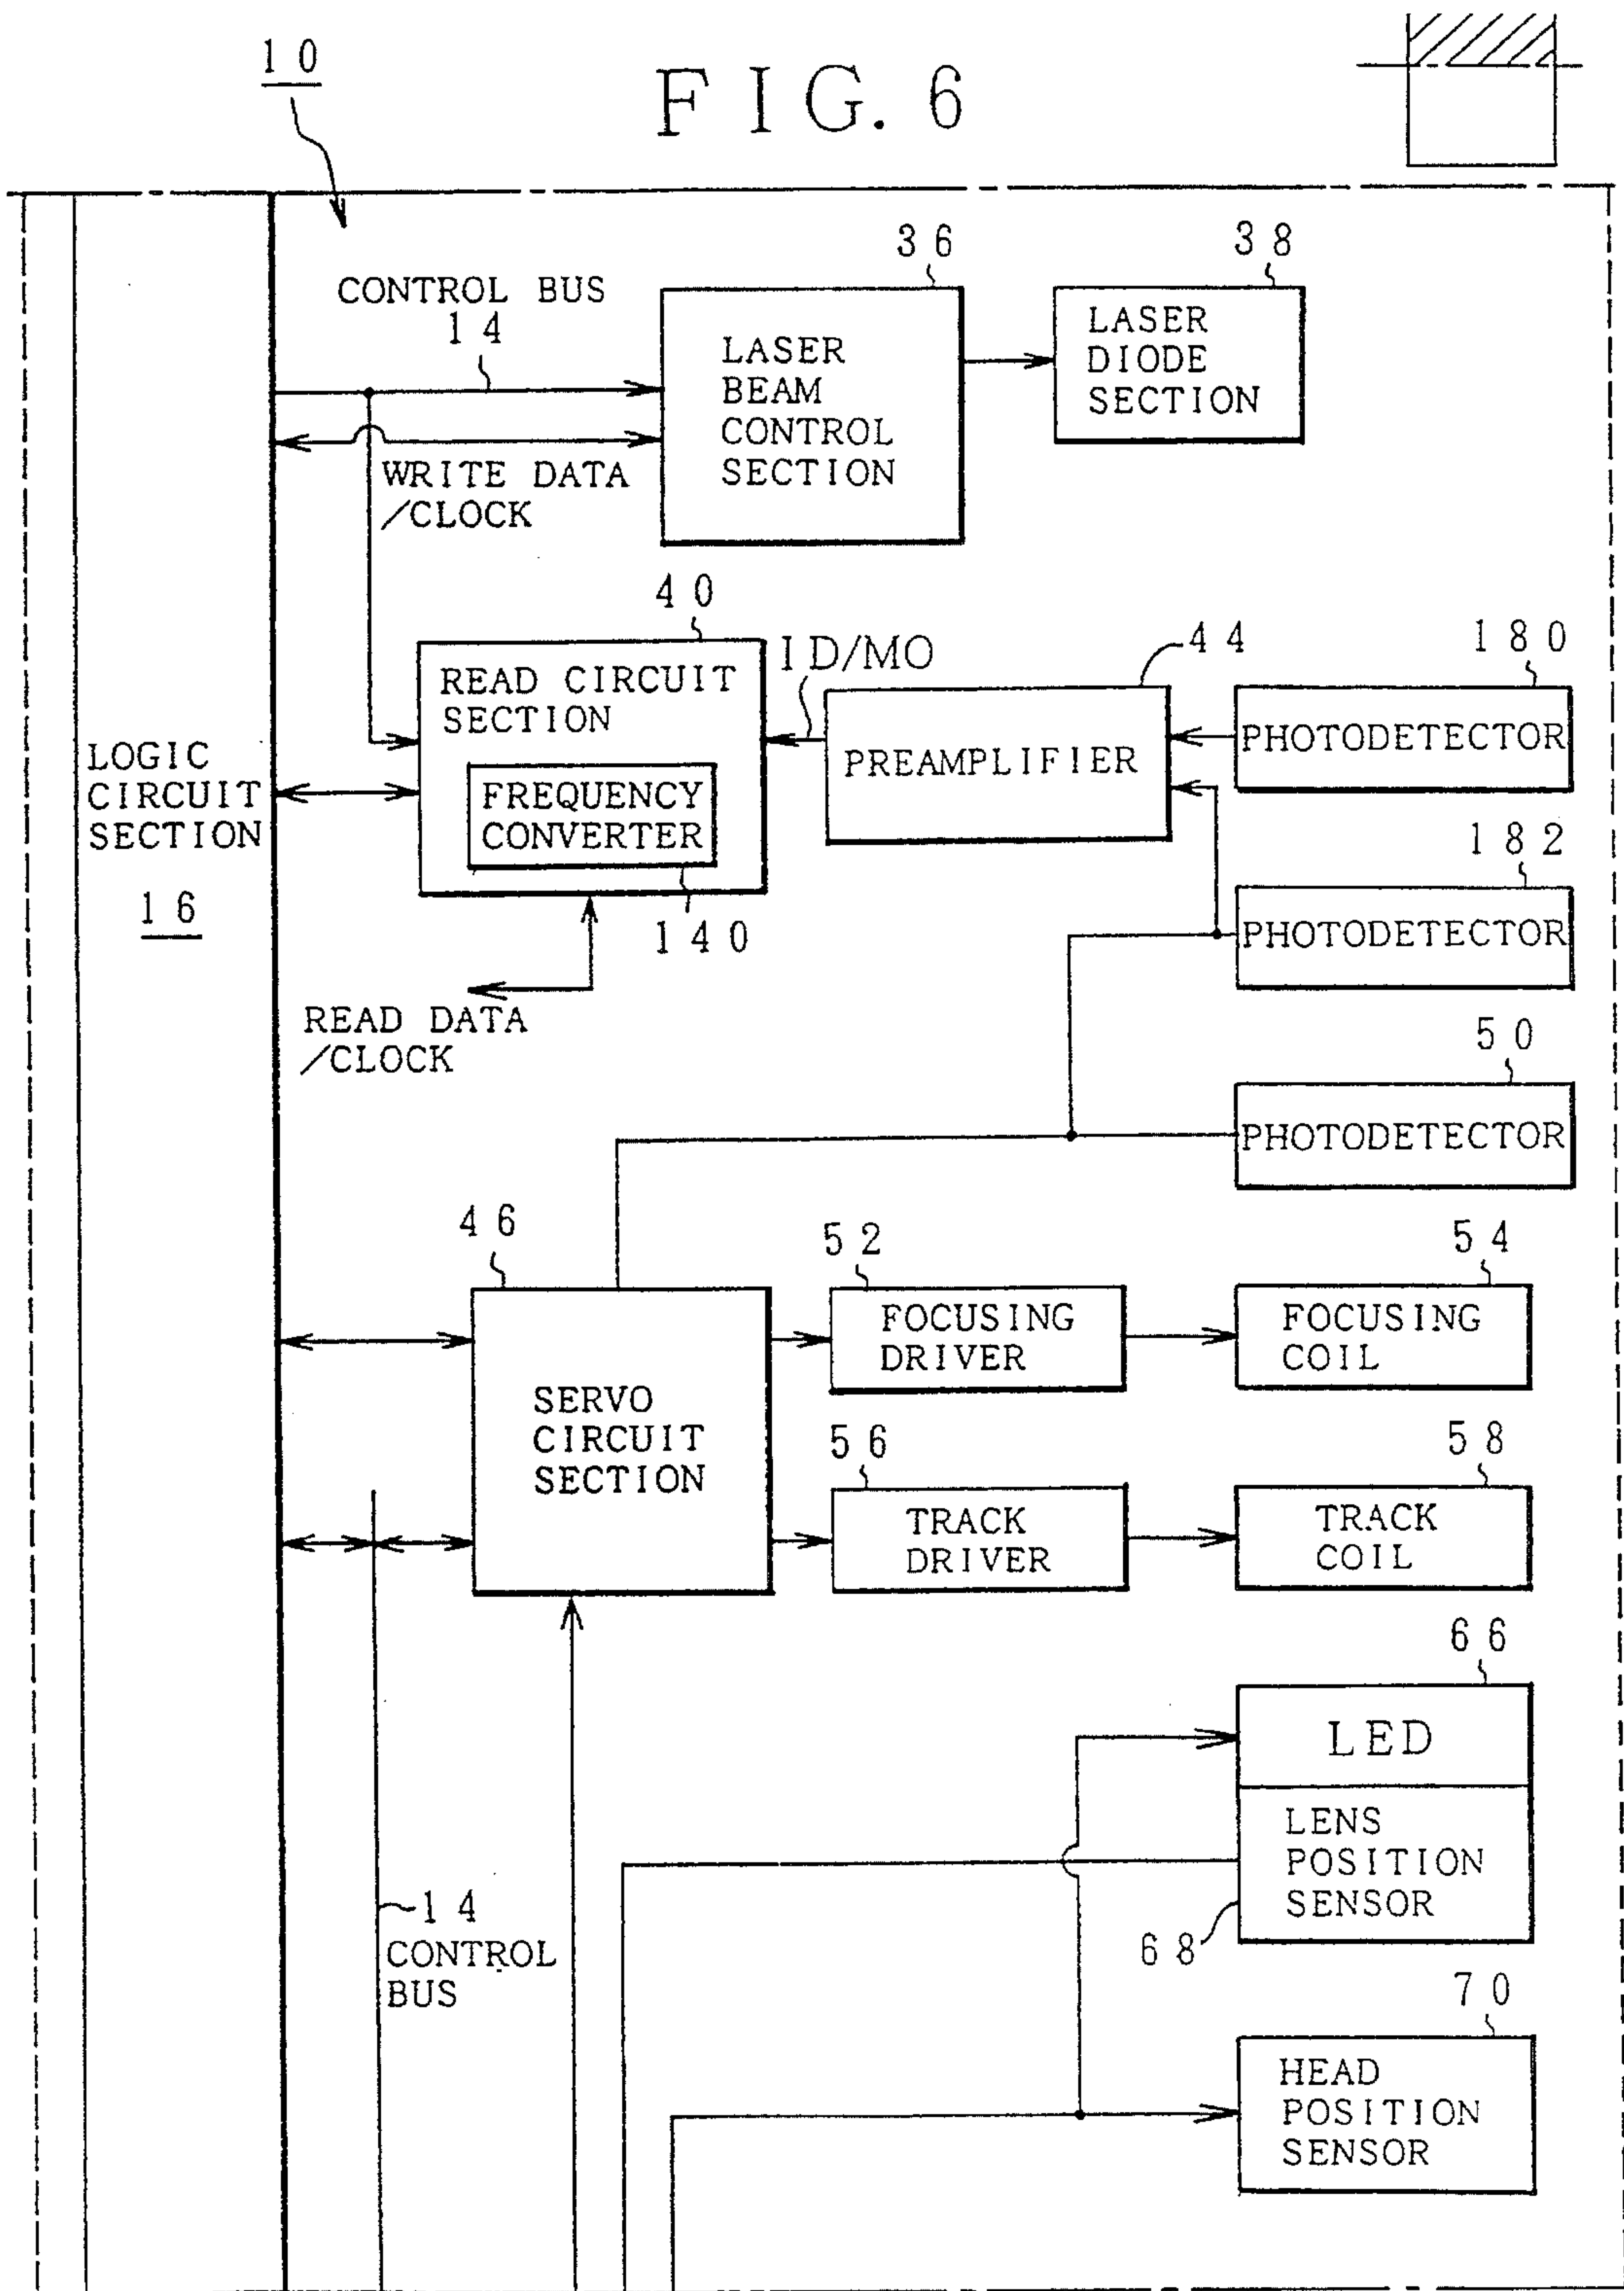 10
FIG. 6
36
38
CONTROL BUS
14
LASER
BEAM
CONTROL
SECTION
LASER
DIODE
SECTION
WRITE DATA
/CLOCK
40
ID/MO
44
180
READ CIRCUIT
SECTION
PREAMPLIFIER
PHOTODETECTOR
LOGIC
CIRCUIT
SECTION
16
FREQUENCY
CONVERTER
140
182
PHOTODETECTOR
READ DATA
/CLOCK
50
PHOTODETECTOR
46
52
54
FOCUSING
DRIVER
FOCUSING
COIL
SERVO
CIRCUIT
SECTION
56
58
TRACK
DRIVER
TRACK
COIL
66
LED
LENS
POSITION
SENSOR
68
14
CONTROL
BUS
70
HEAD
POSITION
SENSOR